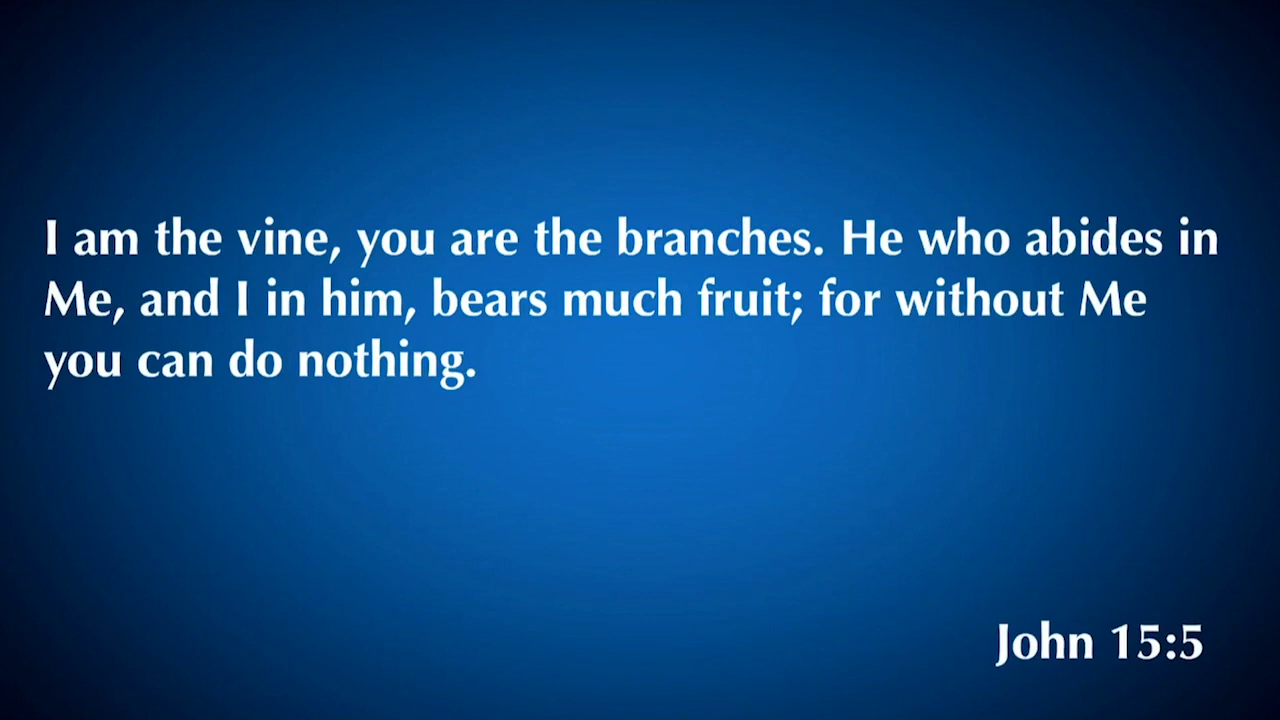 I am the vine, you are the branches. He who abides in
Me, and I in him, bears much fruit; for without Me
you can do nothing.
John 15:5